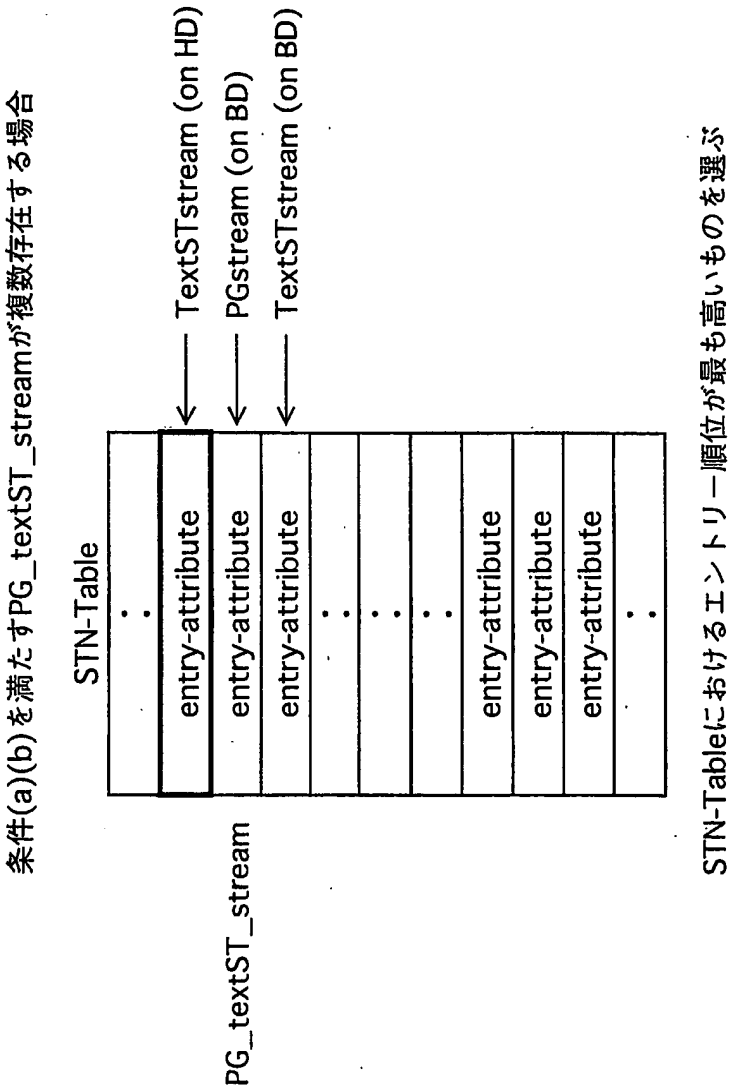 条件(a)(b)を満たすPG_textST_streamが複数存在する場合
STN-Table
entry-attribute
TextSTstream (on HD)
PG_textST_stream
entry-attribute
PGstream (on BD)
entry-attribute
TextSTstream (on BD)
entry-attribute
entry-attribute
entry-attribute
STN-Tableにおけるエントリー順位が最も高いものを選ぶ